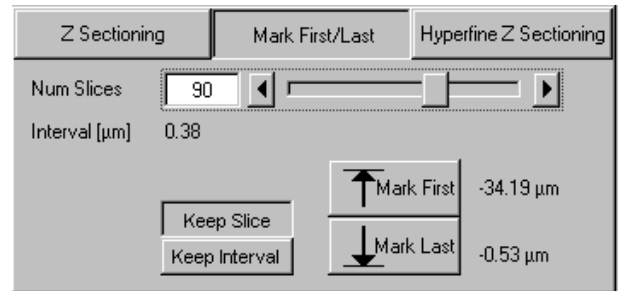 Z Sectioning Mark First/Last Hyperfine Z Sectioning
Num Slices 90
Interval [µm] 0.38
Mark First -34.19 µm
Keep Slice
Mark Last -0.53 µm
Keep Interval